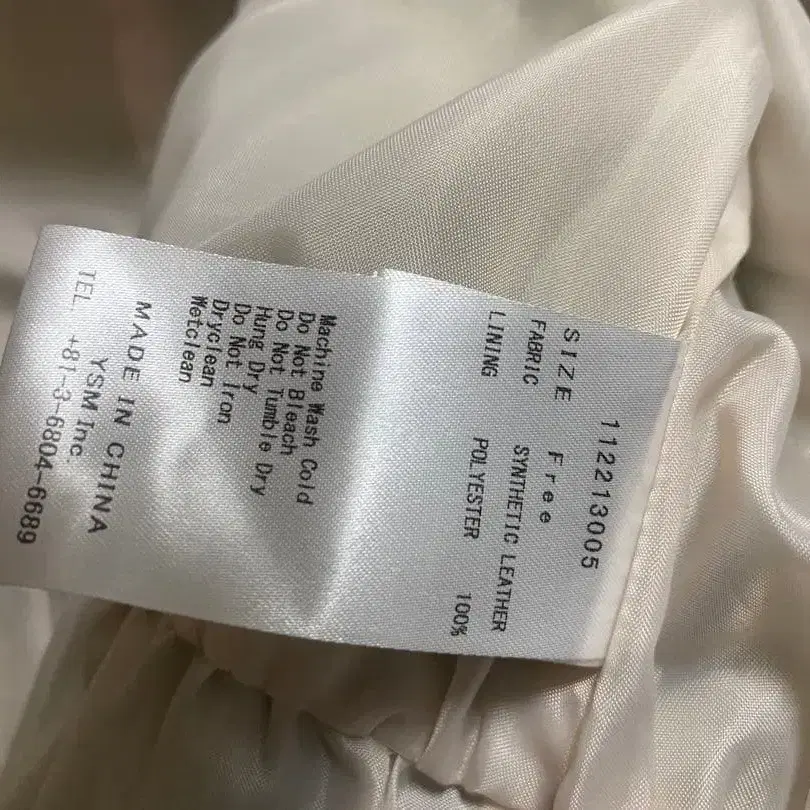 112213005
SIZE Free
FABRIC SYNTHETIC LEATHER
LINING POLYESTER 100%
Machine Wash Cold
Do Not Bleach
Do Not Tumble Dry
Hung Dry
Do Not Iron
Dryclean
Wetclean
MADE IN CHINA
YSM Inc.
TEL. +81-3-6804-6689